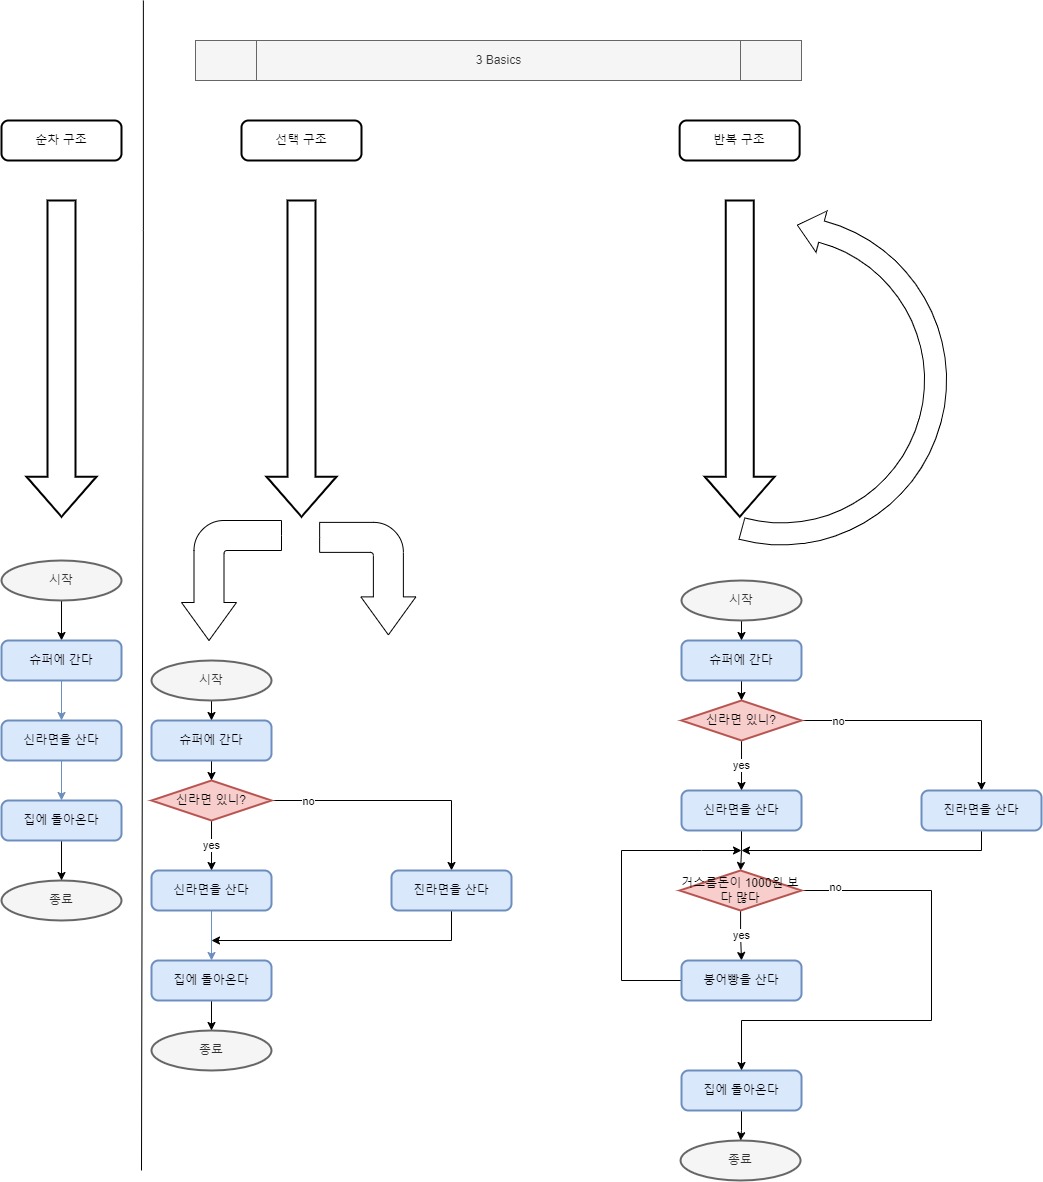 3 Basics
순차 구조
선택 구조
반복 구조
시작
슈퍼에 간다
신라면을 산다
집에 돌아온다
종료
시작
슈퍼에 간다
신라면 있니?
no
yes
신라면을 산다
진라면을 산다
집에 돌아온다
종료
시작
슈퍼에 간다
신라면 있니?
no
yes
신라면을 산다
진라면을 산다
거스름돈이 1000원 보
다 많다
no
yes
붕어빵을 산다
집에 돌아온다
종료